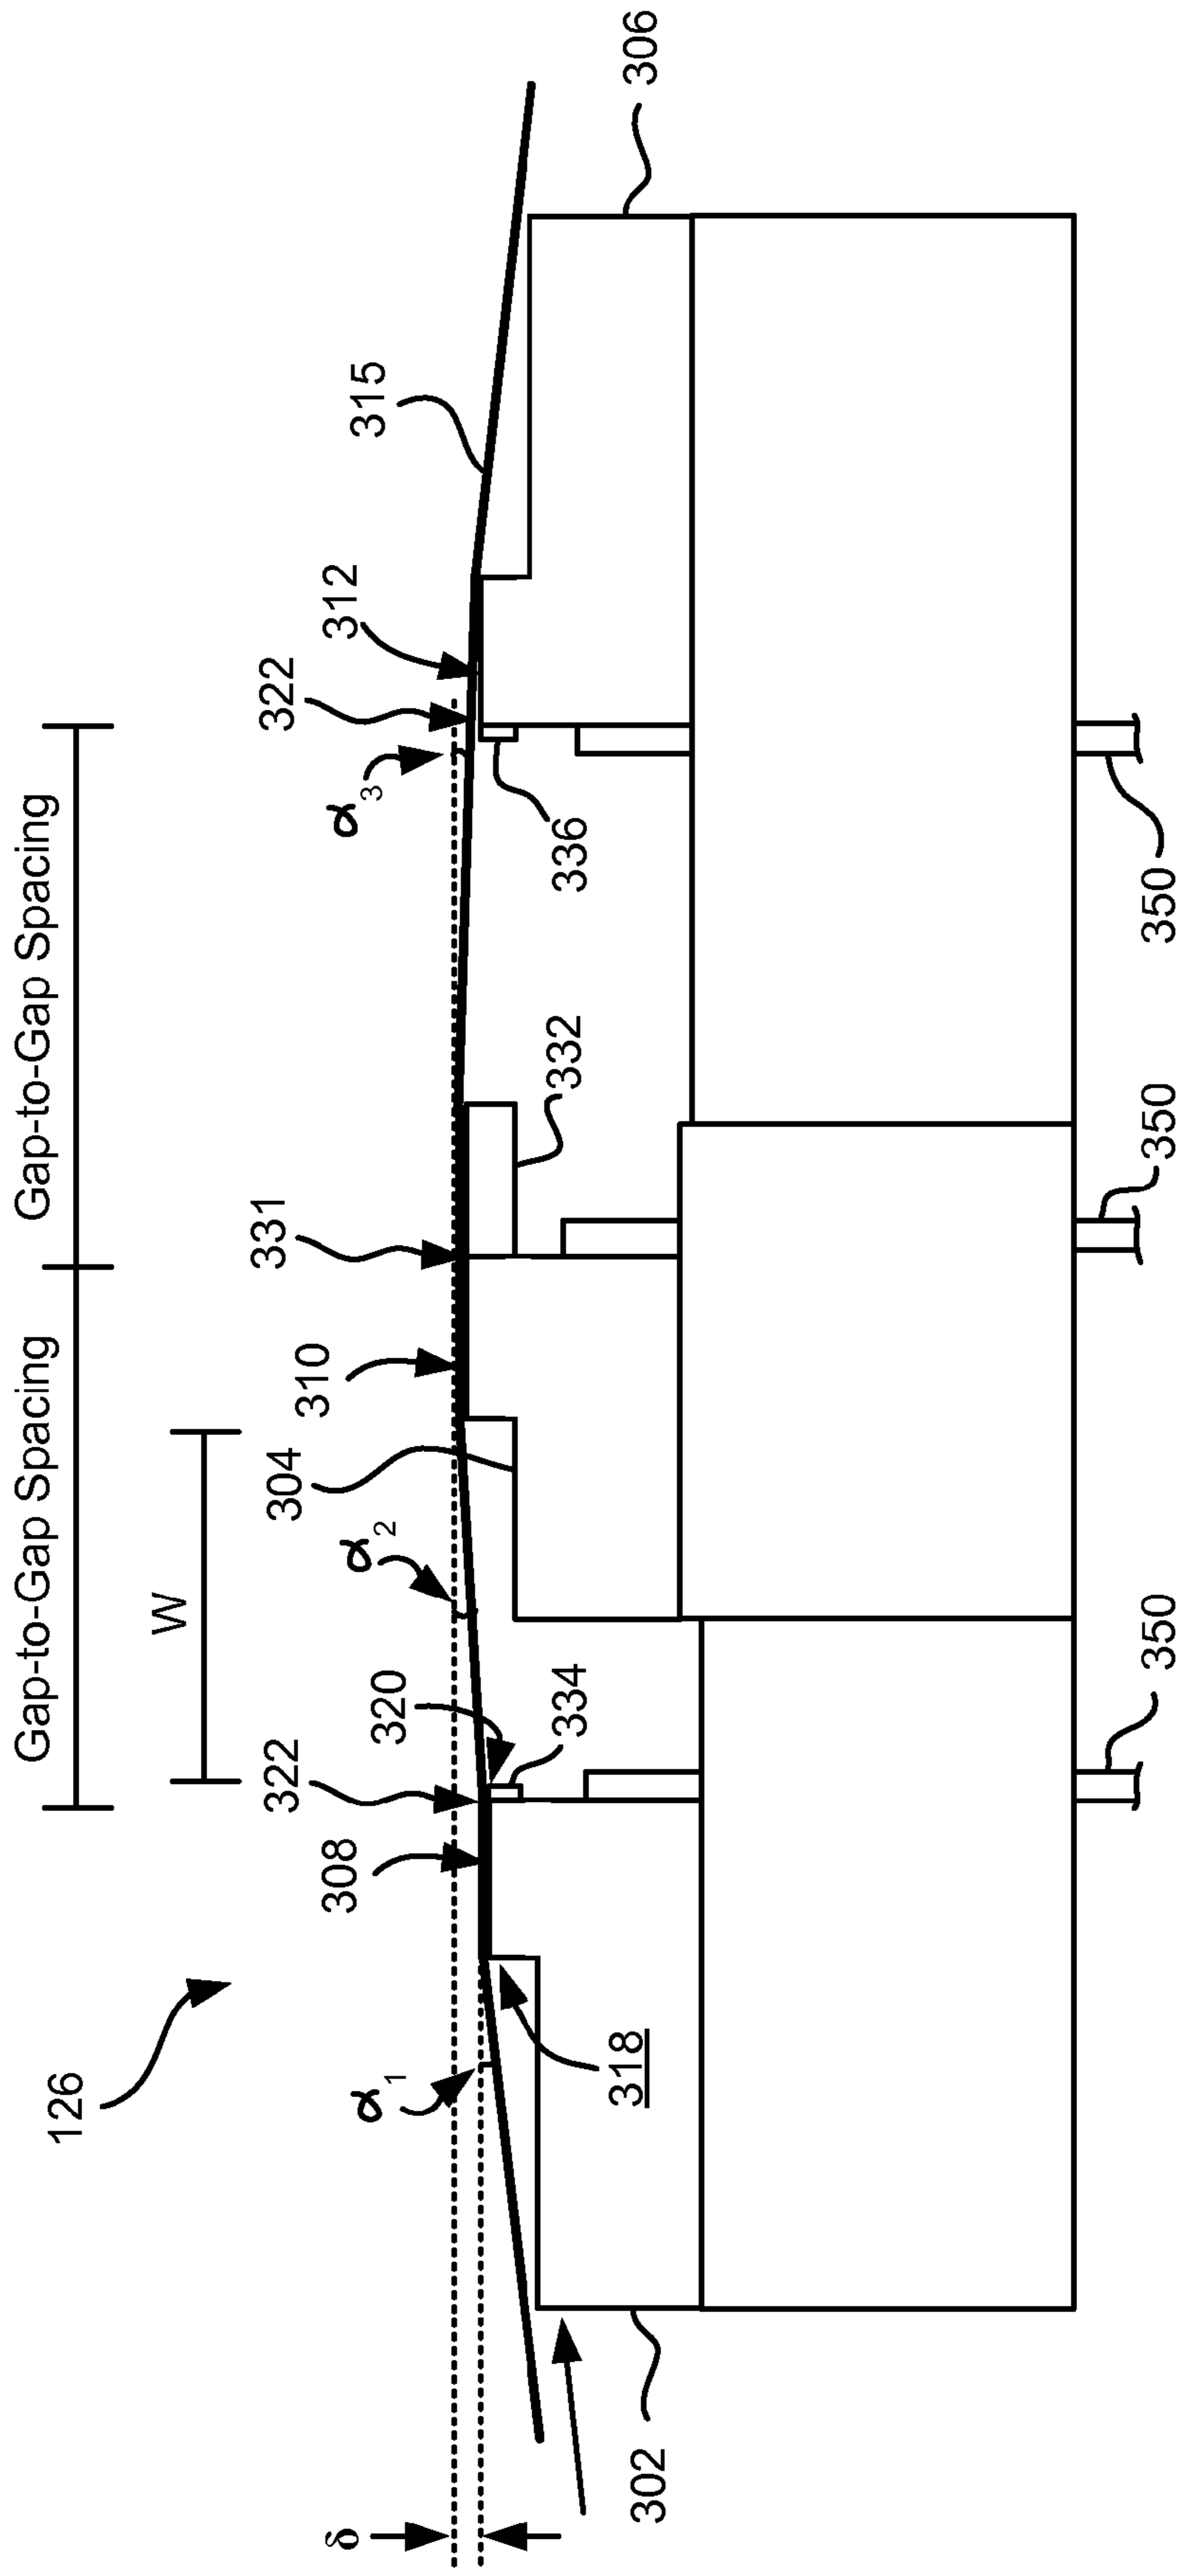 Gap-to-Gap Spacing
Gap-to-Gap Spacing
W
126
δ
α1
308
322
320
334
α2
304
310
331
332
α3
336
322
312
315
306
318
302
350
350
350